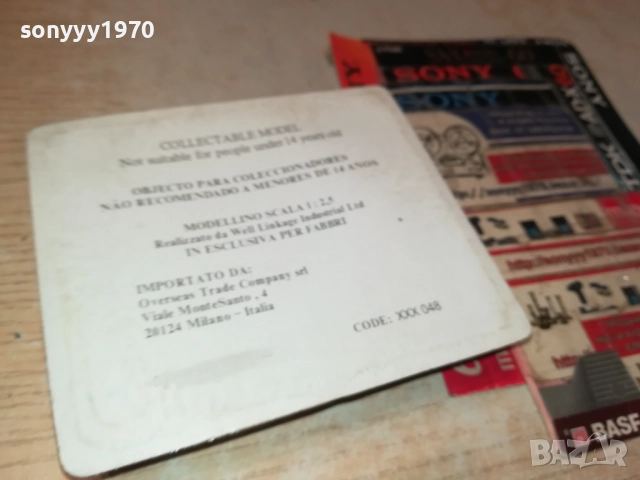 sonyyy1970
COLLECTABLE MODEL
Not suitable for people under 14 years old
OBJECTO PARA COLECCIONADORES
NÃO RECOMENDADO A MENORES DE 14 ANOS
MODELLINO SCALA 1 : 2,5
Realizzato da Well Linkage Industrial Ltd
IN ESCLUSIVA PER FABBRI
IMPORTATO DA:
Overseas Trade Company srl
Viale MonteSanto , 4
20124 Milano – Italia
CODE: XXX 048
SONY
SONY
TDK
SONY
BASF
BAZAR